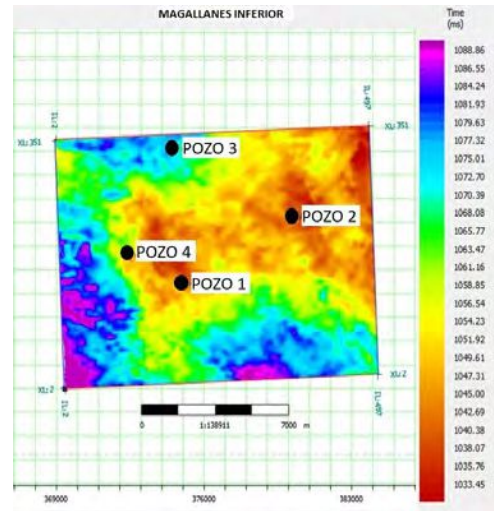 MAGALLANES INFERIOR
Time
(ms)
1088.86
1086.55
1084.24
1081.93
1079.63
1077.32
1075.01
1072.70
1070.39
1068.08
1065.77
1063.47
1061.16
1058.85
1056.54
1054.23
1051.92
1049.61
1047.31
1045.00
1042.69
1040.38
1038.07
1035.76
1033.45
IL:2
IL:497
XL:351
XL:351
POZO 3
POZO 2
POZO 4
POZO 1
XL:2
XL:2
IL:2
IL:497
0
1:138911
7000 m
369000
376000
383000